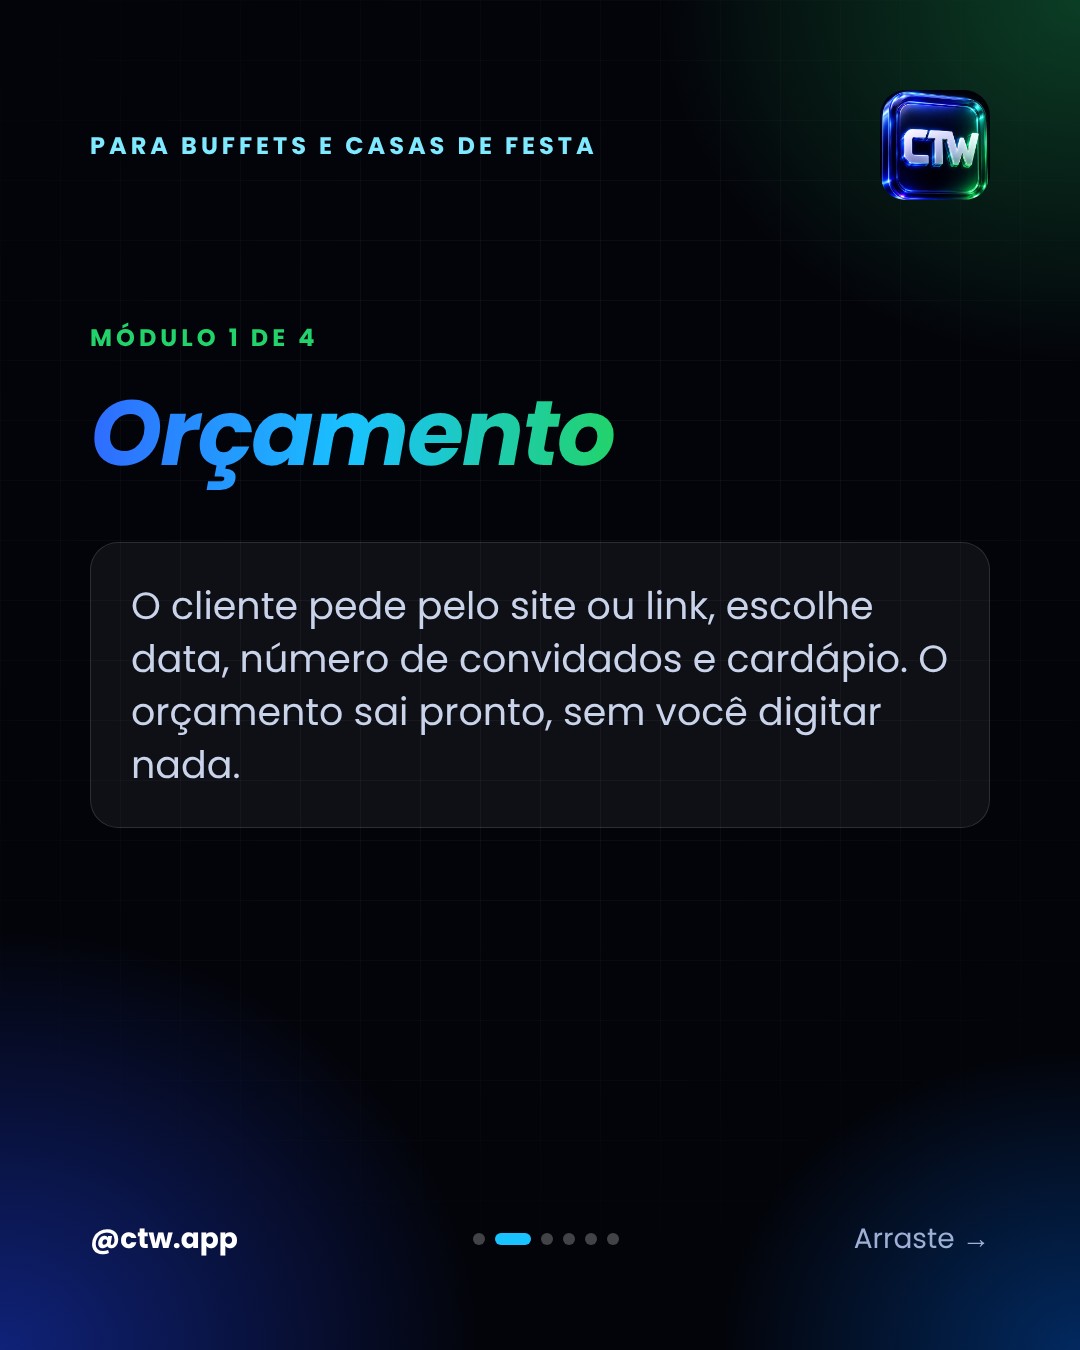 PARA BUFFETS E CASAS DE FESTA
CTW
MÓDULO 1 DE 4
Orçamento
O cliente pede pelo site ou link, escolhe
data, número de convidados e cardápio. O
orçamento sai pronto, sem você digitar
nada.
@ctw.app
Arraste →